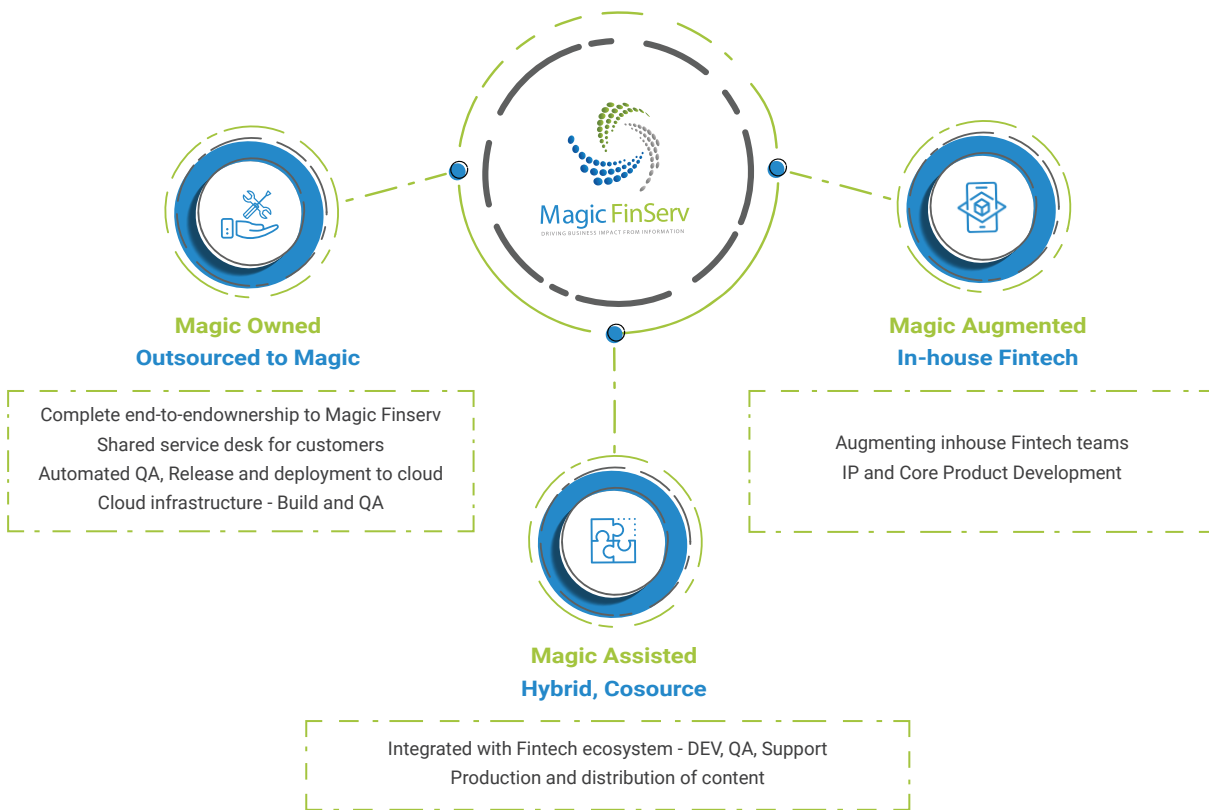 Magic FinServ
DRIVING BUSINESS IMPACT FROM INFORMATION
Magic Owned
Outsourced to Magic
Complete end-to-endownership to Magic Finserv
Shared service desk for customers
Automated QA, Release and deployment to cloud
Cloud infrastructure - Build and QA
Magic Augmented
In-house Fintech
Augmenting inhouse Fintech teams
IP and Core Product Development
Magic Assisted
Hybrid, Cosource
Integrated with Fintech ecosystem - DEV, QA, Support
Production and distribution of content